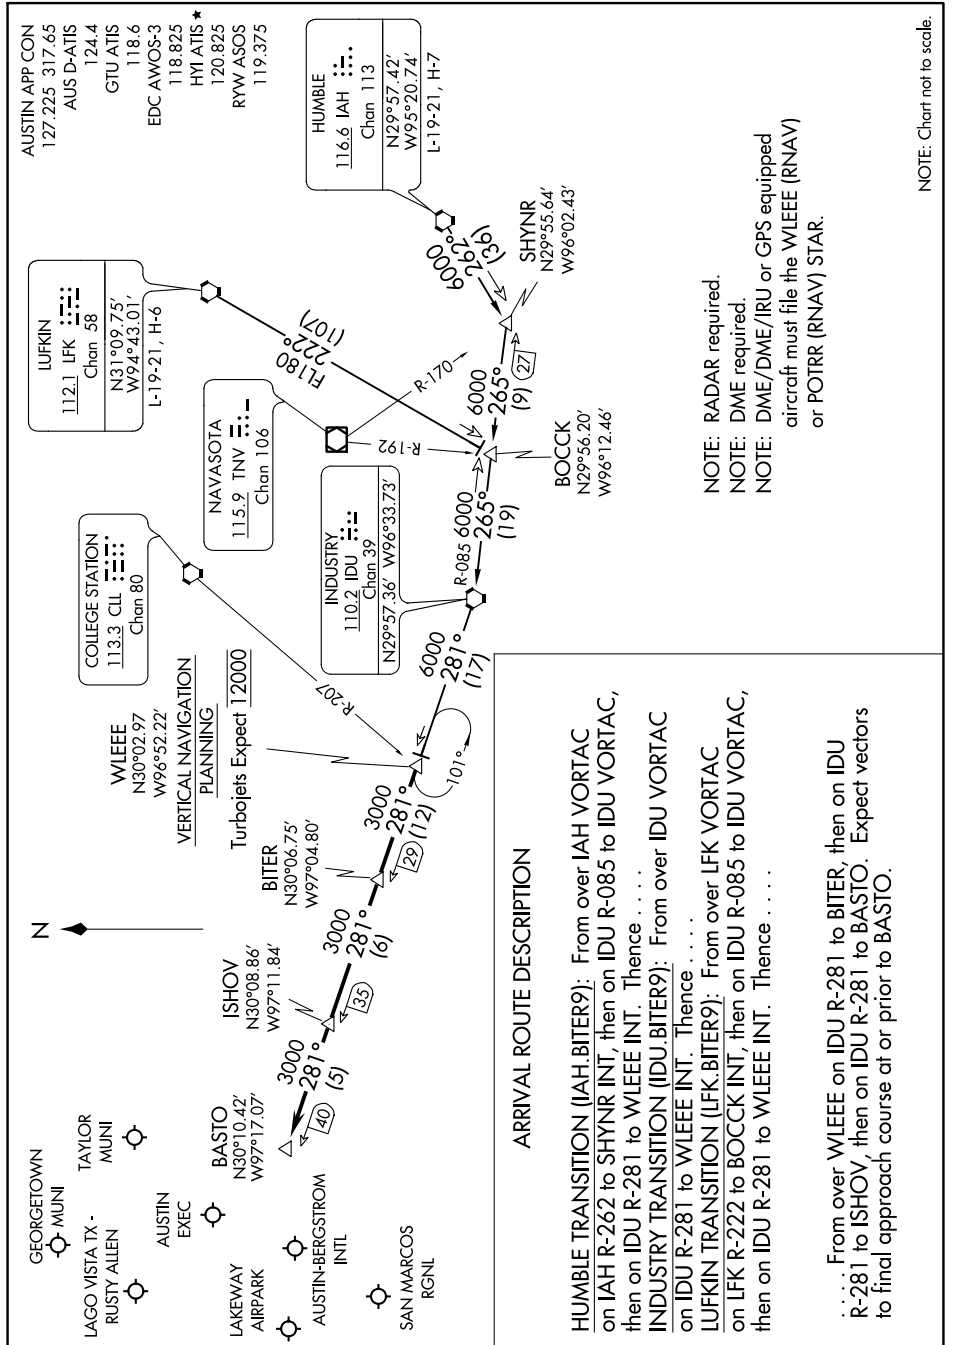 AUSTIN APP CON
127.225 317.65
AUS D-ATIS
124.4
GTU ATIS
118.6
EDC AWOS-3
118.825
HYI ATIS ★
120.825
RYW ASOS
119.375
HUMBLE
116.6 IAH
Chan 113
N29°57.42'
W95°20.74'
L-19-21, H-7
LUFKIN
112.1 LFK
Chan 58
N31°09.75'
W94°43.01'
L-19-21, H-6
NAVASOTA
115.9 TNV
Chan 106
COLLEGE STATION
113.3 CLL
Chan 80
INDUSTRY
110.2 IDU
Chan 39
N29°57.36' W96°33.73'
6000
262°
(36)
SHYNR
N29°55.64'
W96°02.43'
FL180
222°
(107)
R-170
R-192
6000
265°
(9)
27
BOCCK
N29°56.20'
W96°12.46'
R-085
6000
265°
(19)
6000
281°
(17)
R-207
101°
WLEEE
N30°02.97
W96°52.22'
VERTICAL NAVIGATION
PLANNING
Turbojets Expect 12000
3000
281°
(12)
29
BITER
N30°06.75'
W97°04.80'
3000
281°
(6)
35
ISHOV
N30°08.86'
W97°11.84'
3000
281°
(5)
40
BASTO
N30°10.42'
W97°17.07'
N
GEORGETOWN
MUNI
TAYLOR
MUNI
LAGO VISTA TX -
RUSTY ALLEN
AUSTIN
EXEC
LAKEWAY
AIRPARK
AUSTIN-BERGSTROM
INTL
SAN MARCOS
RGNL
NOTE: RADAR required.
NOTE: DME required.
NOTE: DME/DME/IRU or GPS equipped
aircraft must file the WLEEE (RNAV)
or POTRR (RNAV) STAR.
NOTE: Chart not to scale.
ARRIVAL ROUTE DESCRIPTION
HUMBLE TRANSITION (IAH.BITER9): From over IAH VORTAC
on IAH R-262 to SHYNR INT, then on IDU R-085 to IDU VORTAC,
then on IDU R-281 to WLEEE INT. Thence . . . .
INDUSTRY TRANSITION (IDU.BITER9): From over IDU VORTAC
on IDU R-281 to WLEEE INT. Thence . . . .
LUFKIN TRANSITION (LFK.BITER9): From over LFK VORTAC
on LFK R-222 to BOCCK INT, then on IDU R-085 to IDU VORTAC,
then on IDU R-281 to WLEEE INT. Thence . . . .
. . . . From over WLEEE on IDU R-281 to BITER, then on IDU
R-281 to ISHOV, then on IDU R-281 to BASTO. Expect vectors
to final approach course at or prior to BASTO.